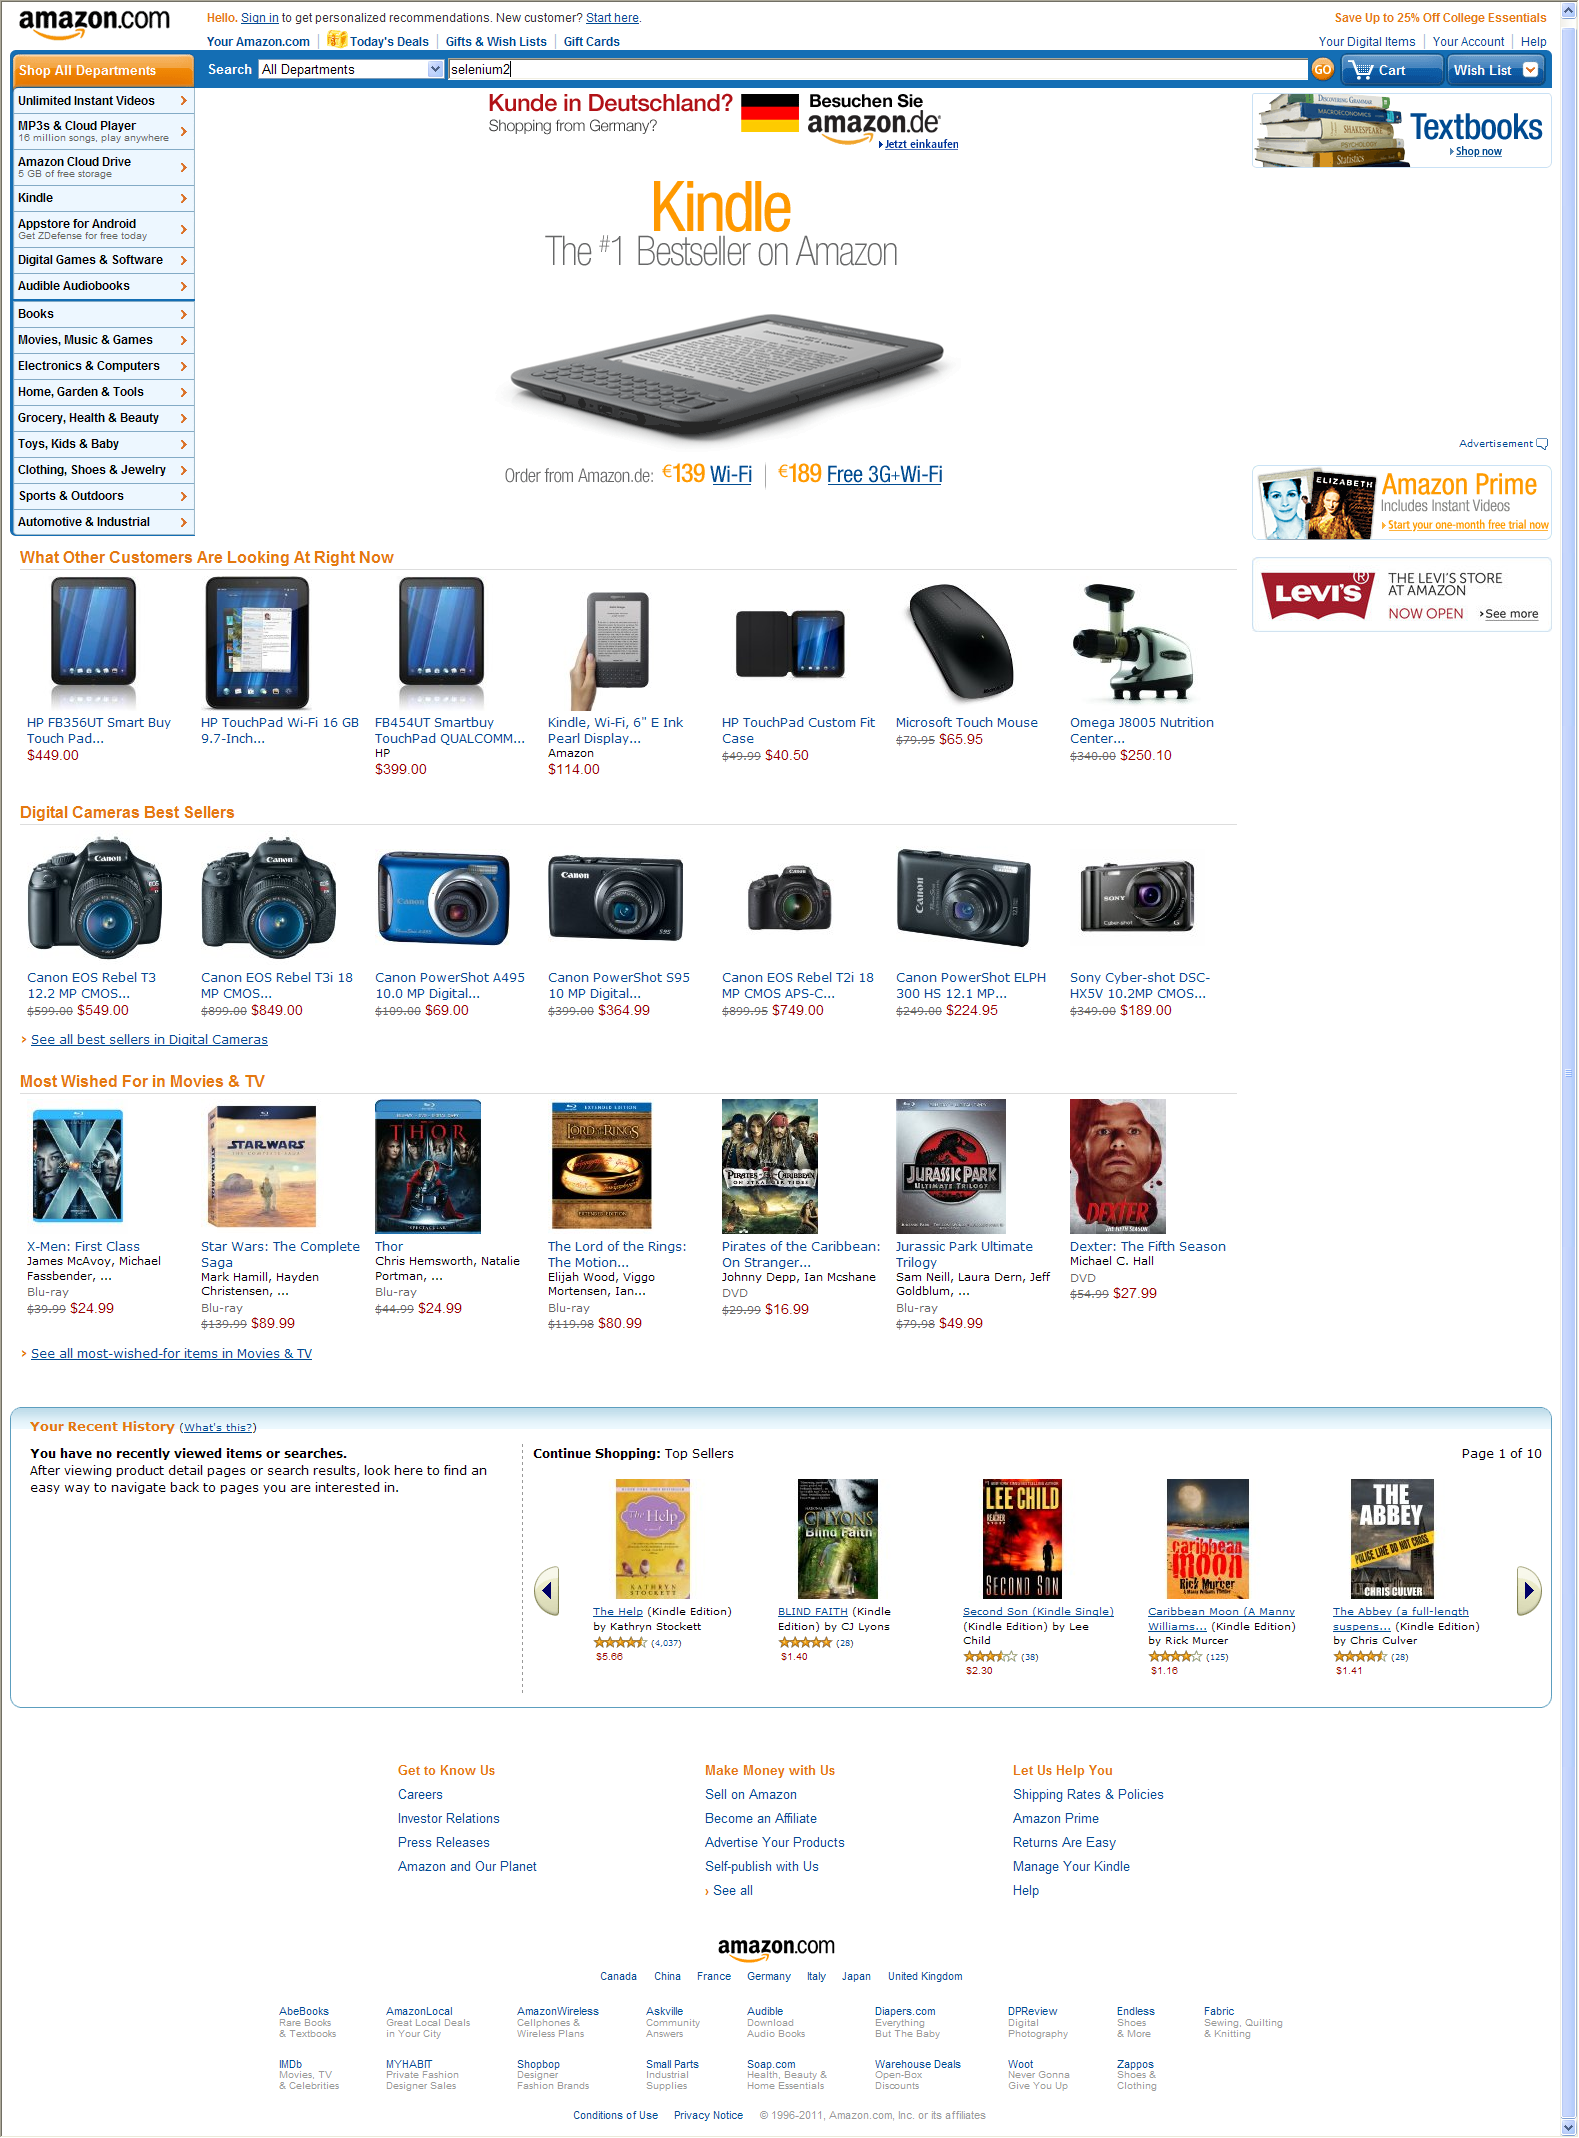 amazon.com
Hello. Sign in to get personalized recommendations. New customer? Start here.
Save Up to 25% Off College Essentials
Your Amazon.com
Today's Deals
Gifts & Wish Lists
Gift Cards
Your Digital Items
Your Account
Help
Shop All Departments
Search
All Departments
selenium2
GO
Cart
Wish List
Unlimited Instant Videos
MP3s & Cloud Player
16 million songs, play anywhere
Amazon Cloud Drive
5 GB of free storage
Kindle
Appstore for Android
Get ZDefense for free today
Digital Games & Software
Audible Audiobooks
Books
Movies, Music & Games
Electronics & Computers
Home, Garden & Tools
Grocery, Health & Beauty
Toys, Kids & Baby
Clothing, Shoes & Jewelry
Sports & Outdoors
Automotive & Industrial
Kunde in Deutschland?
Shopping from Germany?
Besuchen Sie
amazon.de
Jetzt einkaufen
Kindle
The #1 Bestseller on Amazon
Order from Amazon.de: €139 Wi-Fi
€189 Free 3G+Wi-Fi
Textbooks
Shop now
Advertisement
ELIZABETH
Amazon Prime
Includes Instant Videos
Start your one-month free trial now
LEVI'S
THE LEVI'S STORE
AT AMAZON
NOW OPEN
See more
What Other Customers Are Looking At Right Now
HP FB356UT Smart Buy
Touch Pad...
$449.00
HP TouchPad Wi-Fi 16 GB
9.7-Inch...
FB454UT Smartbuy
TouchPad QUALCOMM...
HP
$399.00
Kindle, Wi-Fi, 6" E Ink
Pearl Display...
Amazon
$114.00
HP TouchPad Custom Fit
Case
$49.99 $40.50
Microsoft Touch Mouse
$79.95 $65.95
Omega J8005 Nutrition
Center...
$340.00 $250.10
Digital Cameras Best Sellers
Canon EOS Rebel T3
12.2 MP CMOS...
$599.00 $549.00
Canon EOS Rebel T3i 18
MP CMOS...
$899.00 $849.00
Canon PowerShot A495
10.0 MP Digital...
$109.00 $69.00
Canon PowerShot S95
10 MP Digital...
$399.00 $364.99
Canon EOS Rebel T2i 18
MP CMOS APS-C...
$899.95 $749.00
Canon PowerShot ELPH
300 HS 12.1 MP...
$249.00 $224.95
Sony Cyber-shot DSC-
HX5V 10.2MP CMOS...
$349.00 $189.00
See all best sellers in Digital Cameras
Most Wished For in Movies & TV
X-Men: First Class
James McAvoy, Michael
Fassbender, ...
Blu-ray
$39.99 $24.99
Star Wars: The Complete
Saga
Mark Hamill, Hayden
Christensen, ...
Blu-ray
$139.99 $89.99
Thor
Chris Hemsworth, Natalie
Portman, ...
Blu-ray
$44.99 $24.99
The Lord of the Rings:
The Motion...
Elijah Wood, Viggo
Mortensen, Ian...
Blu-ray
$119.98 $80.99
Pirates of the Caribbean:
On Stranger...
Johnny Depp, Ian Mcshane
DVD
$29.99 $16.99
Jurassic Park Ultimate
Trilogy
Sam Neill, Laura Dern, Jeff
Goldblum, ...
Blu-ray
$79.98 $49.99
Dexter: The Fifth Season
Michael C. Hall
DVD
$54.99 $27.99
See all most-wished-for items in Movies & TV
Your Recent History (What's this?)
You have no recently viewed items or searches.
After viewing product detail pages or search results, look here to find an
easy way to navigate back to pages you are interested in.
Continue Shopping: Top Sellers
Page 1 of 10
The Help (Kindle Edition)
by Kathryn Stockett
(4,037)
$5.66
BLIND FAITH (Kindle
Edition) by CJ Lyons
(28)
$1.40
Second Son (Kindle Single)
(Kindle Edition) by Lee
Child
(38)
$2.30
Caribbean Moon (A Manny
Williams... (Kindle Edition)
by Rick Murcer
(125)
$1.16
The Abbey (a full-length
suspens... (Kindle Edition)
by Chris Culver
(28)
$1.41
Get to Know Us
Careers
Investor Relations
Press Releases
Amazon and Our Planet
Make Money with Us
Sell on Amazon
Become an Affiliate
Advertise Your Products
Self-publish with Us
See all
Let Us Help You
Shipping Rates & Policies
Amazon Prime
Returns Are Easy
Manage Your Kindle
Help
amazon.com
Canada China France Germany Italy Japan United Kingdom
AbeBooks
Rare Books
& Textbooks
AmazonLocal
Great Local Deals
in Your City
AmazonWireless
Cellphones &
Wireless Plans
Askville
Community
Answers
Audible
Download
Audio Books
Diapers.com
Everything
But The Baby
DPReview
Digital
Photography
Endless
Shoes
& More
Fabric
Sewing, Quilting
& Knitting
IMDb
Movies, TV
& Celebrities
MYHABIT
Private Fashion
Designer Sales
Shopbop
Designer
Fashion Brands
Small Parts
Industrial
Supplies
Soap.com
Health, Beauty &
Home Essentials
Warehouse Deals
Open-Box
Discounts
Woot
Never Gonna
Give You Up
Zappos
Shoes &
Clothing
Conditions of Use Privacy Notice © 1996-2011, Amazon.com, Inc. or its affiliates